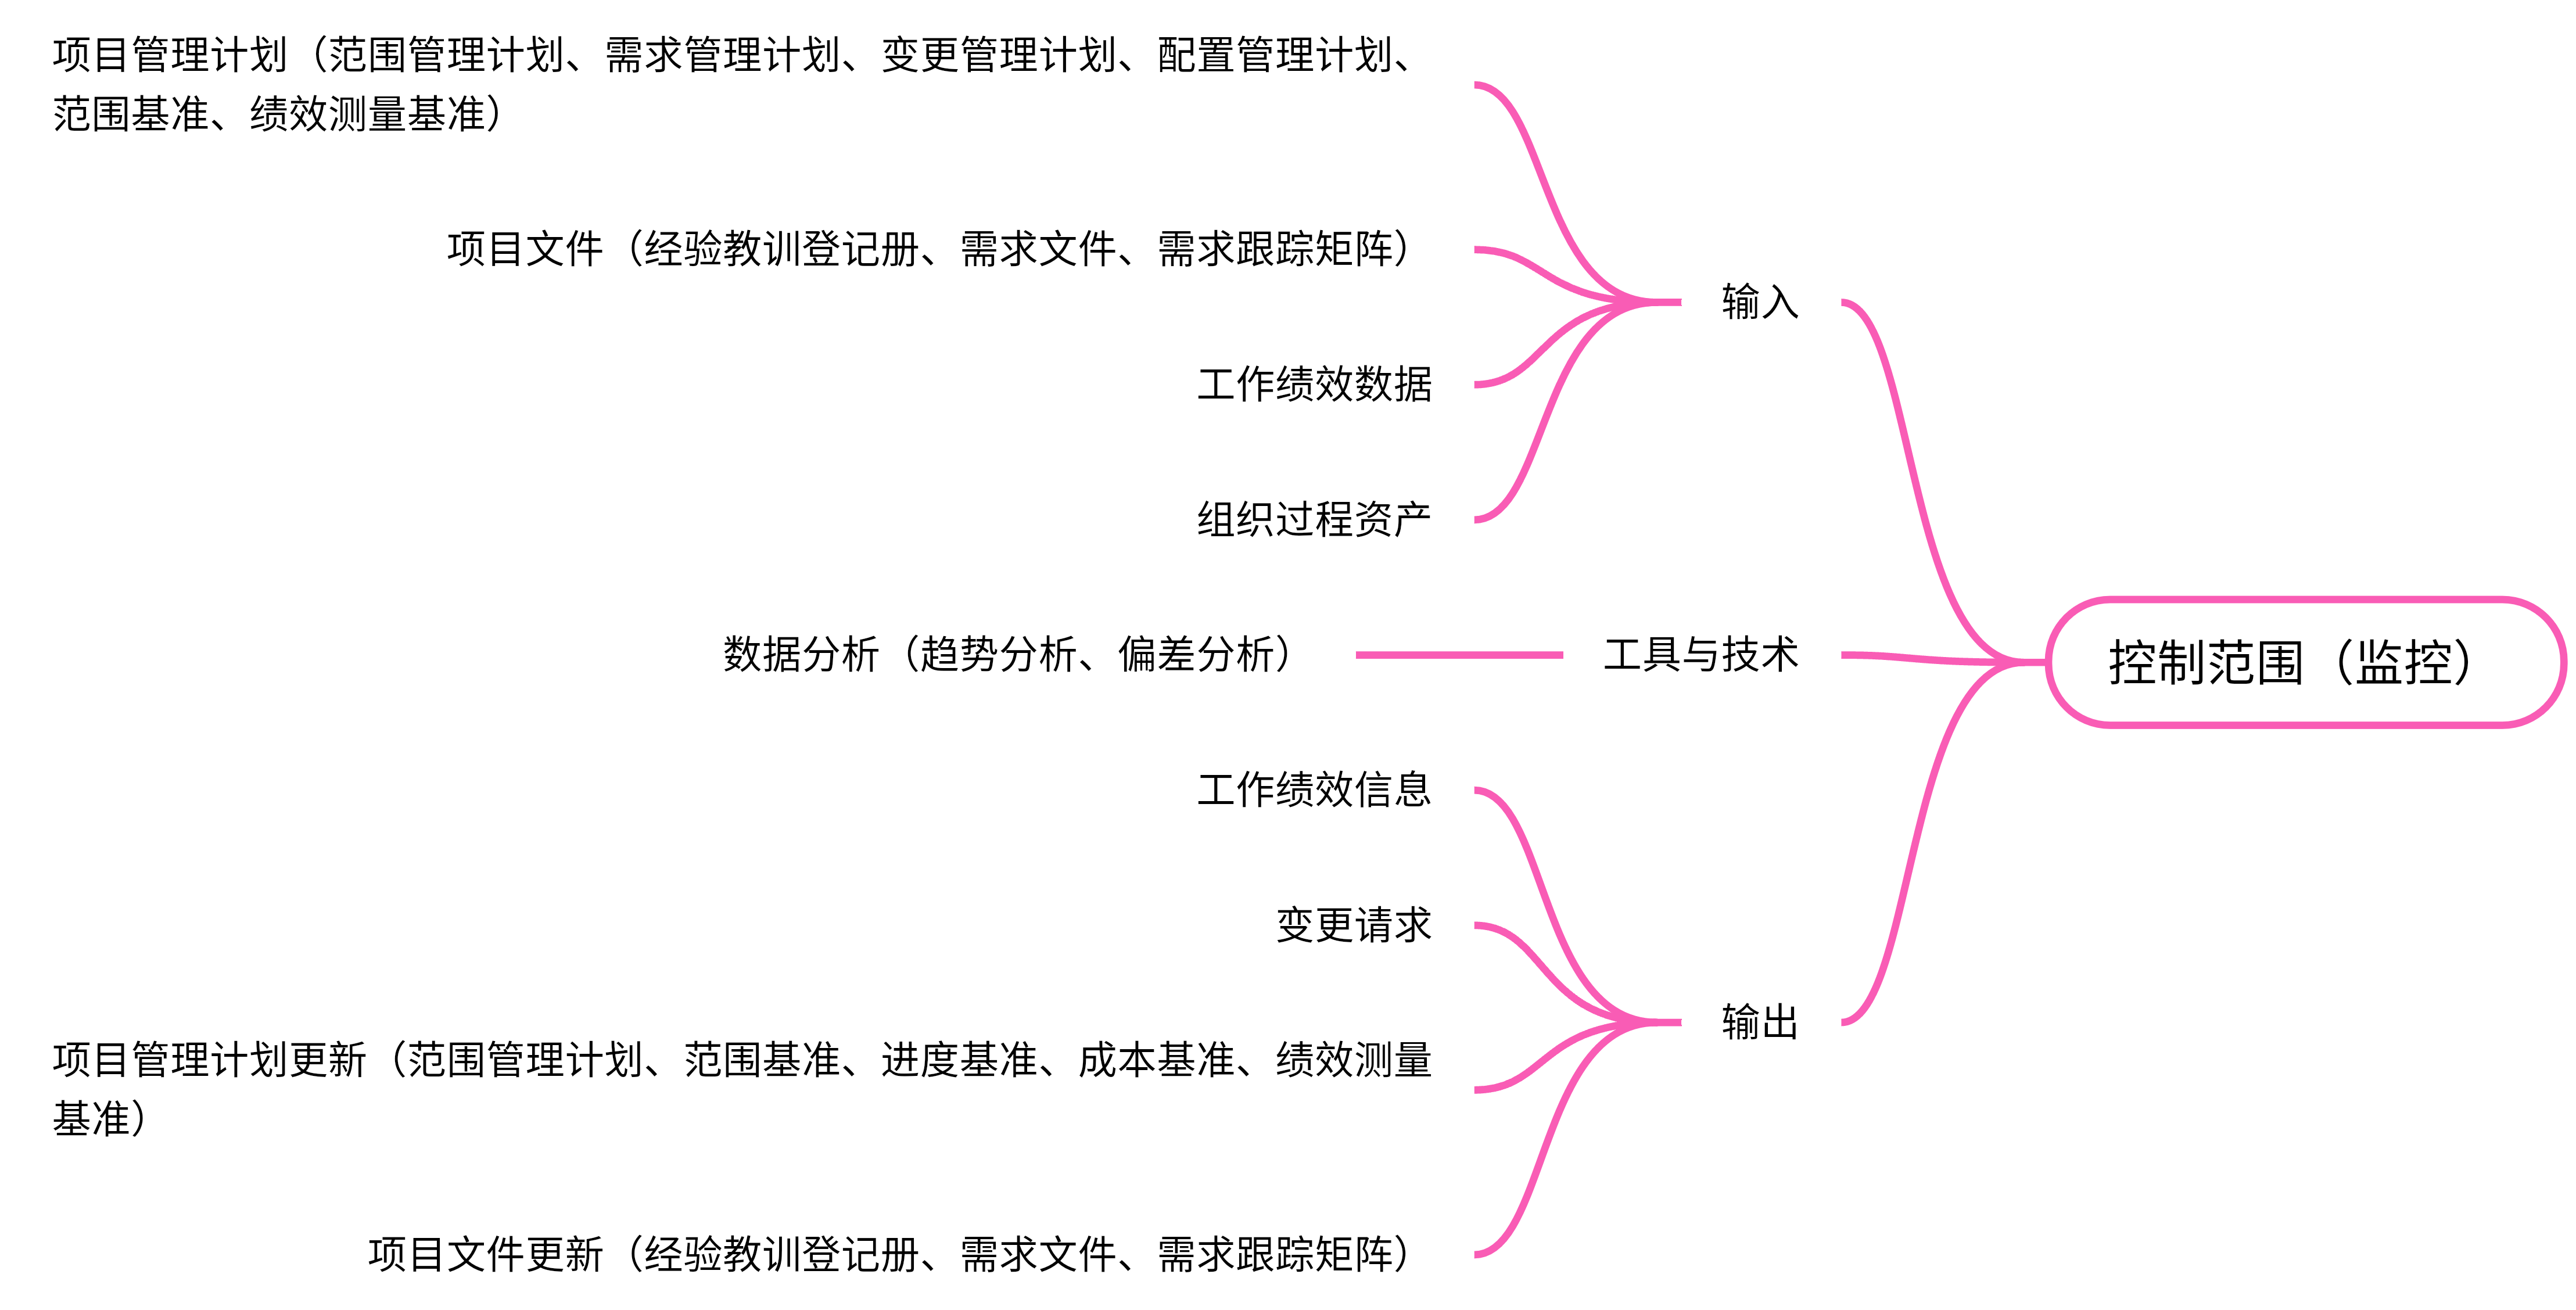 项目管理计划（范围管理计划、需求管理计划、变更管理计划、配置管理计划、
范围基准、绩效测量基准）
项目文件（经验教训登记册、需求文件、需求跟踪矩阵）
输入
工作绩效数据
组织过程资产
数据分析（趋势分析、偏差分析）
工具与技术
控制范围（监控）
工作绩效信息
变更请求
输出
项目管理计划更新（范围管理计划、范围基准、进度基准、成本基准、绩效测量
基准）
项目文件更新（经验教训登记册、需求文件、需求跟踪矩阵）